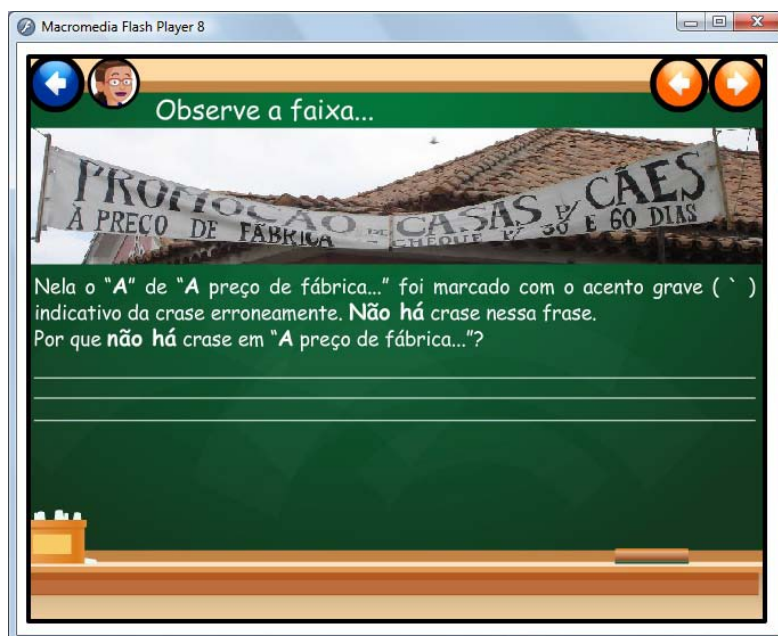 Macromedia Flash Player 8
Observe a faixa...
PROMOÇÃO DE CASAS P/ CÃES
À PREÇO DE FÁBRICA - CHEQUE P/ 30 E 60 DIAS
Nela o “A” de “A preço de fábrica...” foi marcado com o acento grave ( ` )
indicativo da crase erroneamente. Não há crase nessa frase.
Por que não há crase em “A preço de fábrica...”?